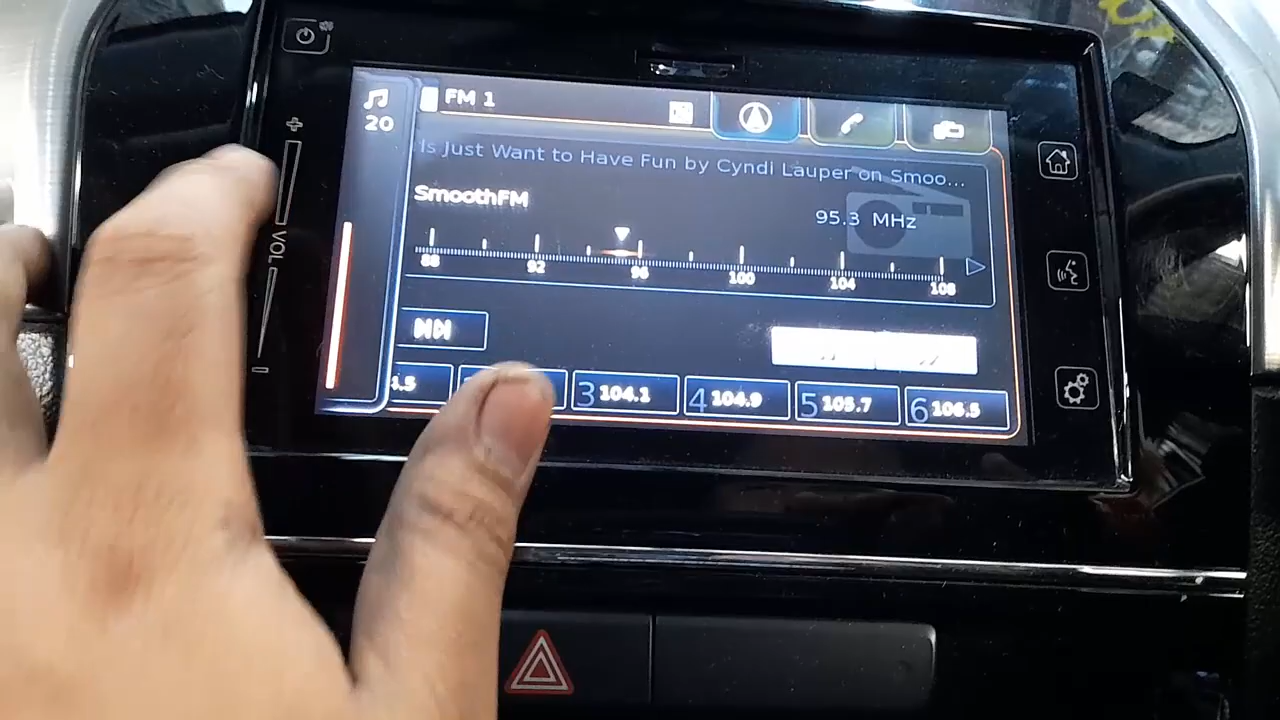 FM 1
20
ls Just Want to Have Fun by Cyndi Lauper on Smoo...
SmoothFM
95.3 MHz
88 92 96 100 104 108
VOL
3 104.1 4 104.9 5 105.7 6 106.5